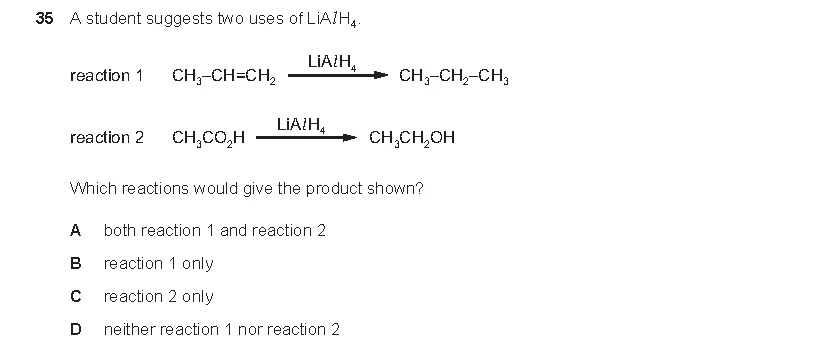 35 A student suggests two uses of LiAlH₄.
LiAlH₄
reaction 1 CH₃–CH=CH₂ CH₃–CH₂–CH₃
LiAlH₄
reaction 2 CH₃CO₂H CH₃CH₂OH
Which reactions would give the product shown?
A both reaction 1 and reaction 2
B reaction 1 only
C reaction 2 only
D neither reaction 1 nor reaction 2